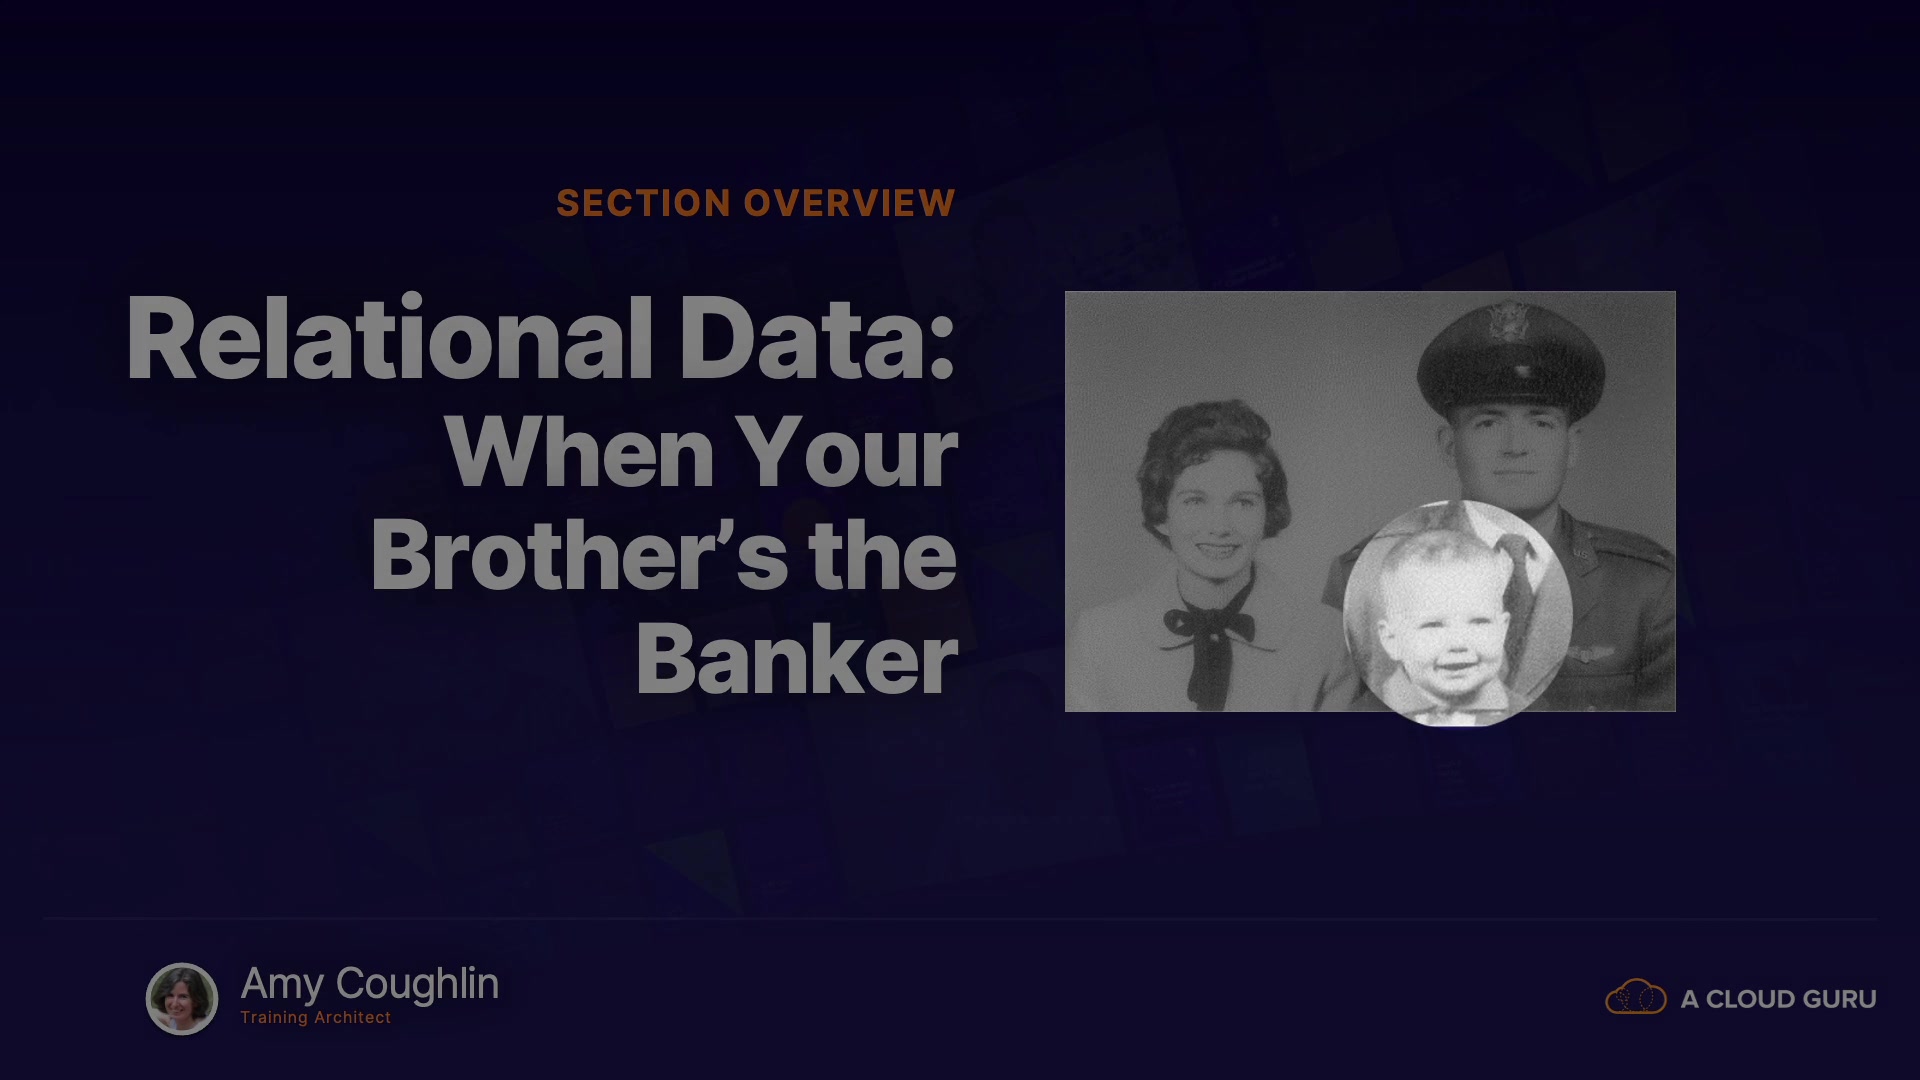 SECTION OVERVIEW
Relational Data:
When Your
Brother’s the
Banker
Amy Coughlin
Training Architect
A CLOUD GURU